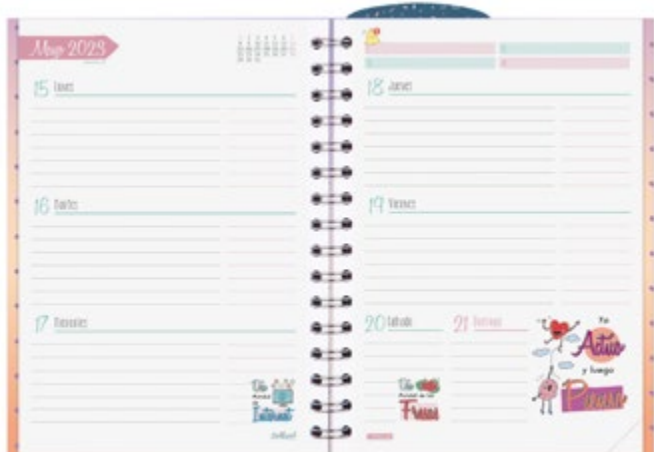 Mayo 2023
15 Lunes
16 Martes
17 Miércoles
18 Jueves
19 Viernes
20 Sábado
21 Domingo
Día
Mundial
de
Internet
Día
Mundial de las
Fresas
Yo
Actúo
y luego
Pienso